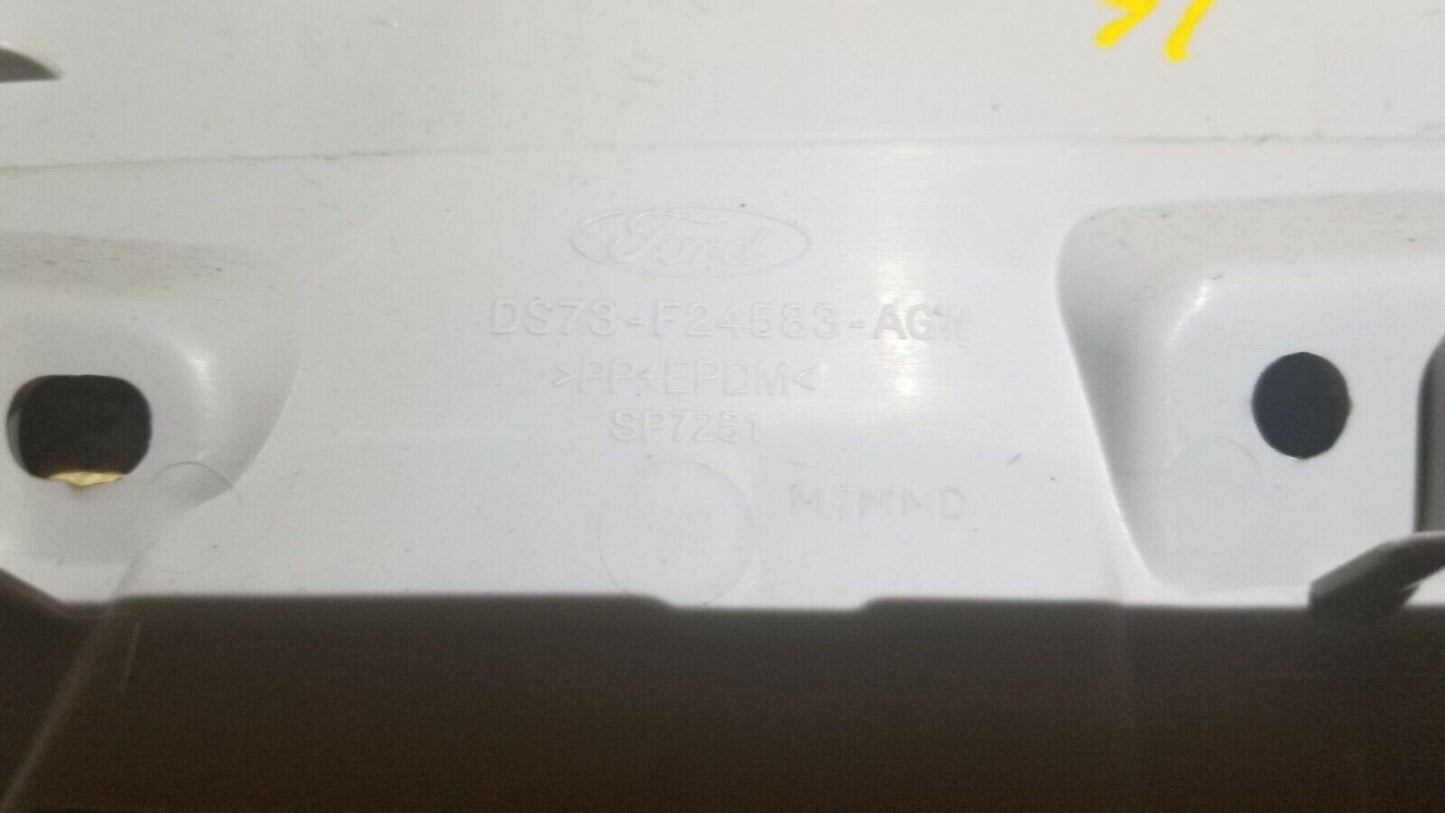 Ford
DS73-F24583-AGW
>PP+EPDM<
SP7251
M7MMD